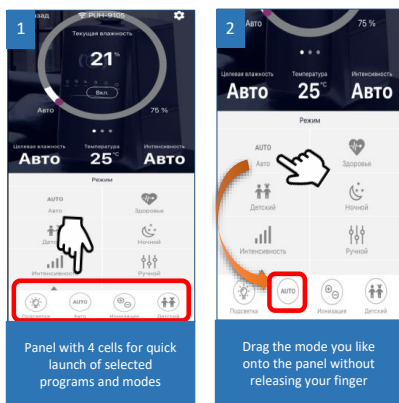 1
зад
PUH-9105
Текущая влажность
21
%
Вкл.
Авто
75 %
Целевая влажность
Температура
Интенсивность
Авто
25
°C
Авто
Режим
AUTO
Авто
Здоровье
Ночной
Интенсивность
Ручной
AUTO
Подсветка
Авто
Ионизация
Детский
Panel with 4 cells for quick
launch of selected
programs and modes
2
Авто
75 %
Целевая влажность
Температура
Интенсивность
Авто
25
°C
Авто
Режим
AUTO
Авто
Здоровье
Детский
Ночной
Интенсивность
Ручной
AUTO
Подсветка
Ионизация
Детский
Drag the mode you like
onto the panel without
releasing your finger